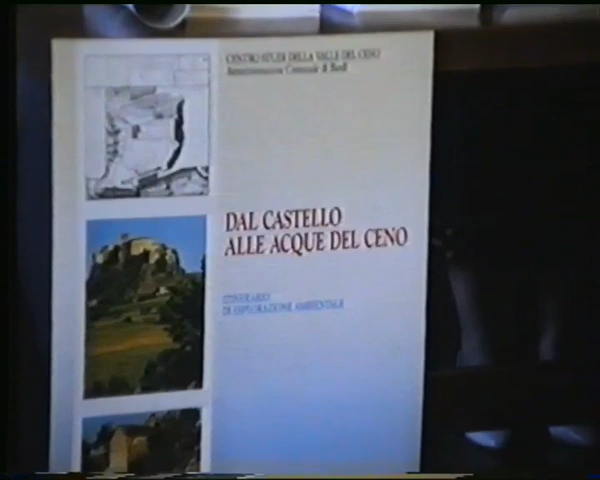 CENTRO STUDI DELLA VALLE DEL CENO
Amministrazione Comunale di Bardi
DAL CASTELLO
ALLE ACQUE DEL CENO
ITINERARIO
DI ESPLORAZIONE AMBIENTALE